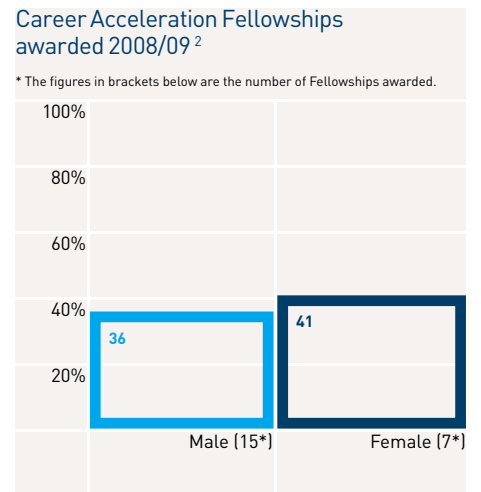 Career Acceleration Fellowships
awarded 2008/09 2
* The figures in brackets below are the number of Fellowships awarded.
100%
80%
60%
40%
20%
36
41
Male (15*)
Female (7*)